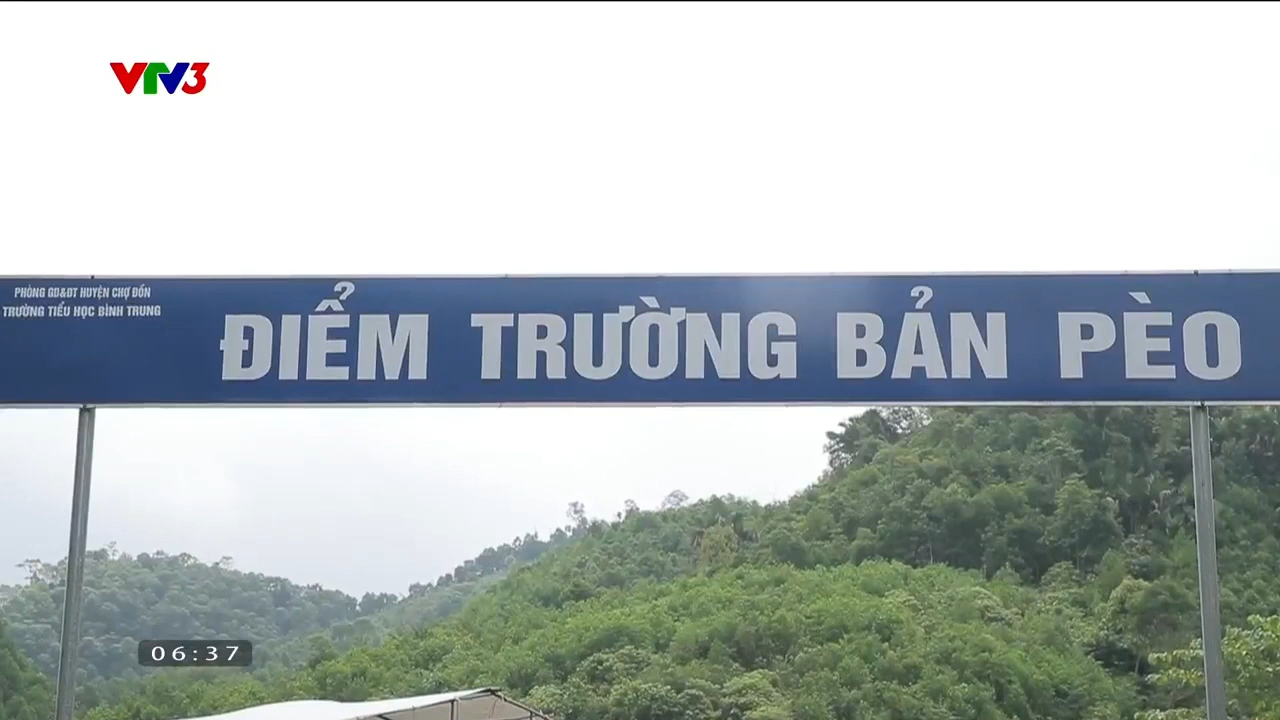 VTV3
PHÒNG GD&ĐT HUYỆN CHỢ ĐỒN
TRƯỜNG TIỂU HỌC BÌNH TRUNG
ĐIỂM TRƯỜNG BẢN PÈO
06:37